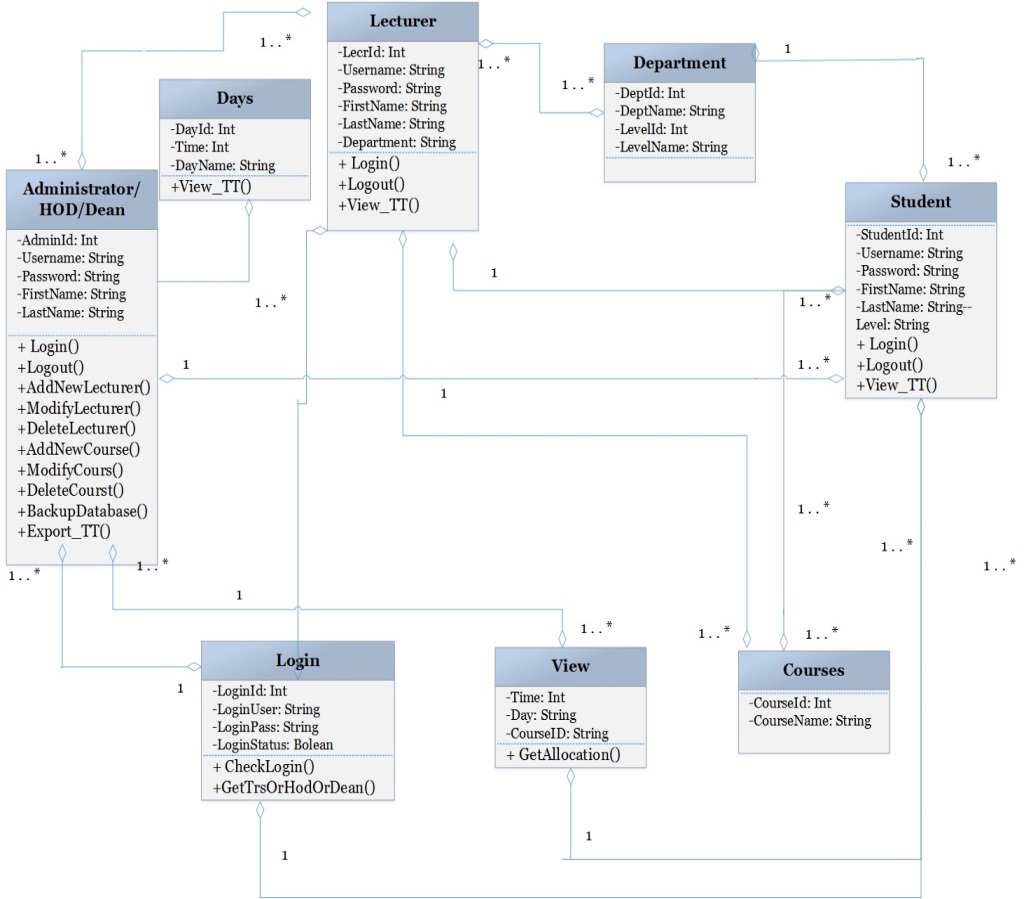 Lecturer
-LecrId: Int
-Username: String
-Password: String
-FirstName: String
-LastName: String
-Department: String
+ Login()
+Logout()
+View_TT()
1..*
1..*
1..*
1
Department
-DeptId: Int
-DeptName: String
-LevelId: Int
-LevelName: String
Days
-DayId: Int
-Time: Int
-DayName: String
+View_TT()
1..*
1..*
Administrator/
HOD/Dean
-AdminId: Int
-Username: String
-Password: String
-FirstName: String
-LastName: String
+ Login()
+Logout()
+AddNewLecturer()
+ModifyLecturer()
+DeleteLecturer()
+AddNewCourse()
+ModifyCours()
+DeleteCourst()
+BackupDatabase()
+Export_TT()
Student
-StudentId: Int
-Username: String
-Password: String
-FirstName: String
-LastName: String--
Level: String
+ Login()
+Logout()
+View_TT()
1..*
1
1..*
1
1..*
1
1..*
1..*
1..*
1..*
1..*
1
1..*
1..*
1..*
1
Login
-LoginId: Int
-LoginUser: String
-LoginPass: String
-LoginStatus: Bolean
+ CheckLogin()
+GetTrsOrHodOrDean()
View
-Time: Int
-Day: String
-CourseID: String
+ GetAllocation()
Courses
-CourseId: Int
-CourseName: String
1
1